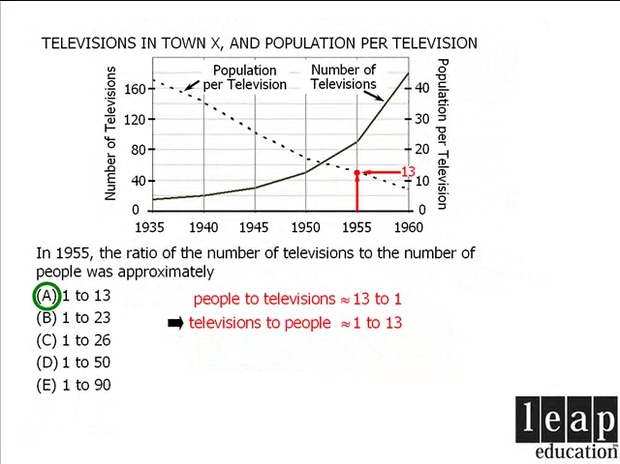 TELEVISIONS IN TOWN X, AND POPULATION PER TELEVISION
Number of Televisions
160
120
80
40
0
Population
per Television
Number of
Televisions
40
30
20
13
10
0
Population per Television
1935 1940 1945 1950 1955 1960
In 1955, the ratio of the number of televisions to the number of
people was approximately
(A) 1 to 13
(B) 1 to 23
(C) 1 to 26
(D) 1 to 50
(E) 1 to 90
people to televisions ≈ 13 to 1
televisions to people ≈ 1 to 13
leap
education